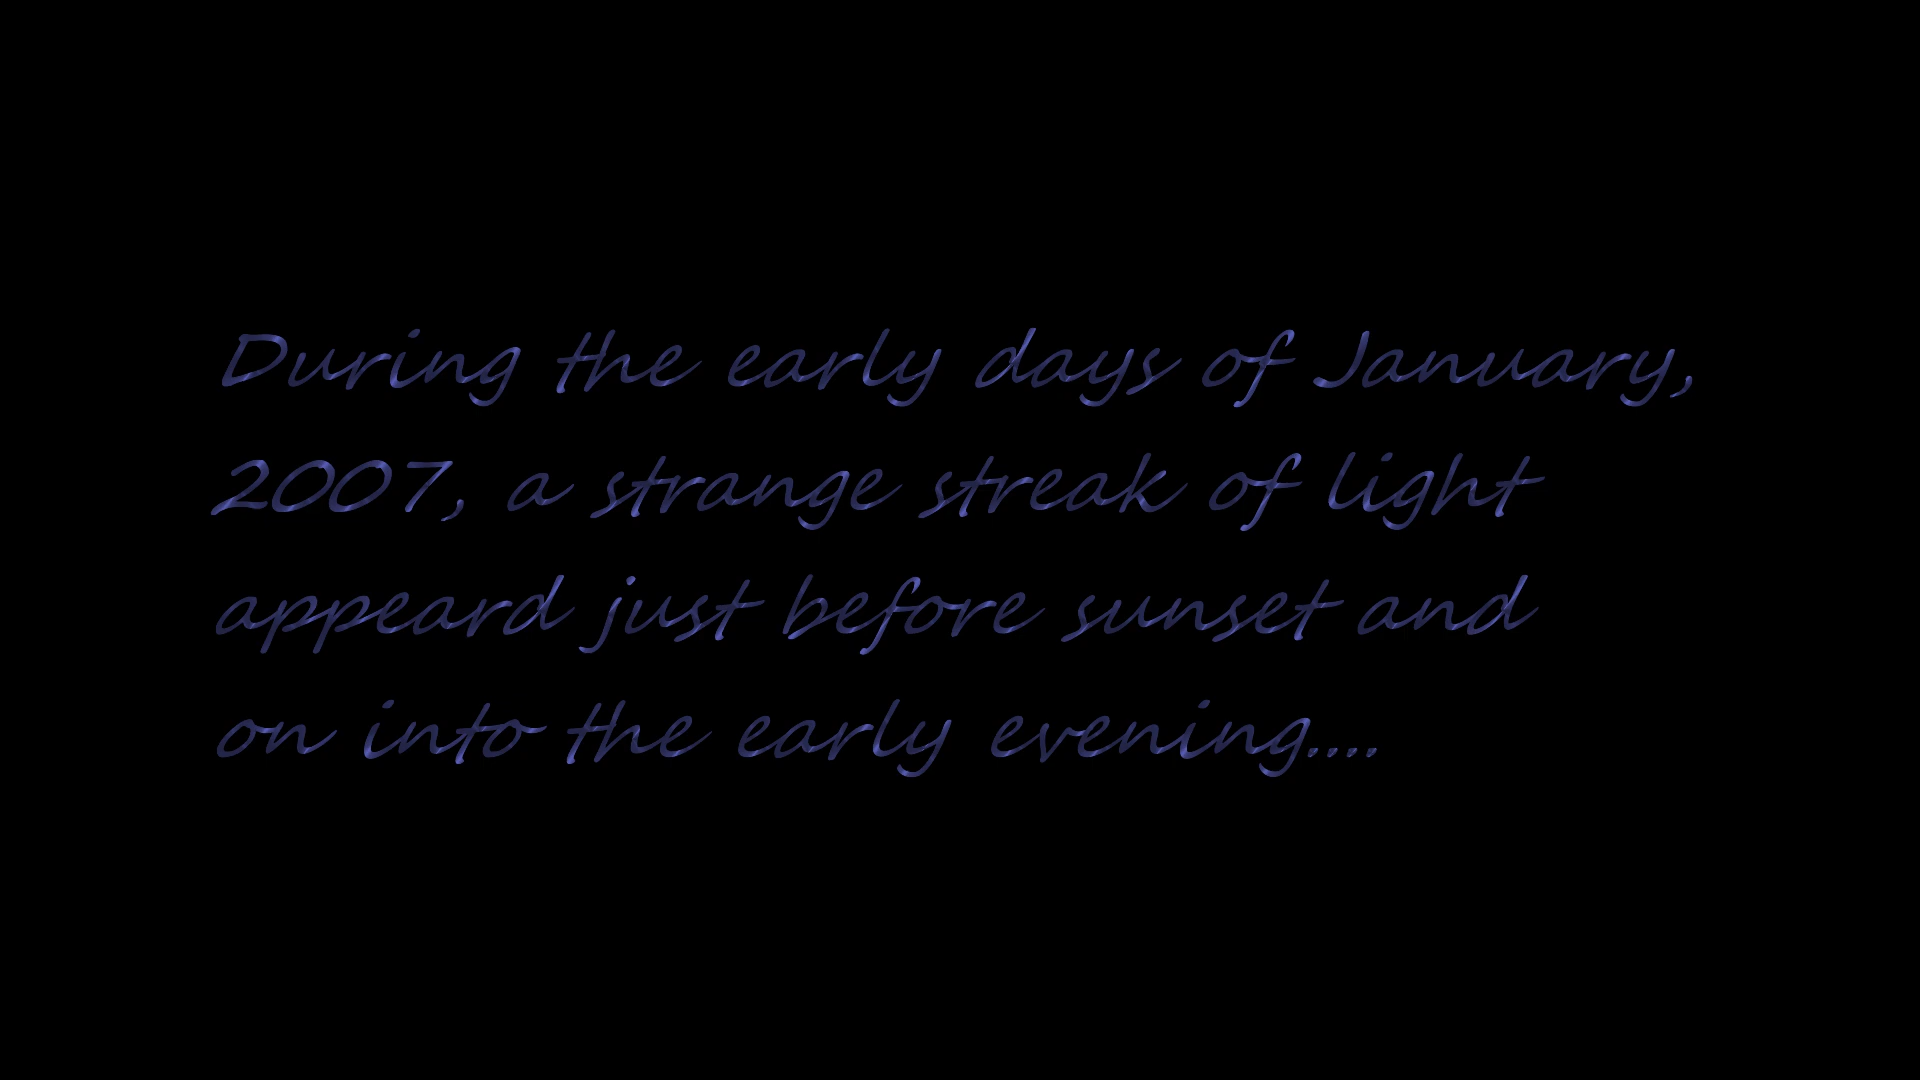 During the early days of January,
2007, a strange streak of light
appeard just before sunset and
on into the early evening....